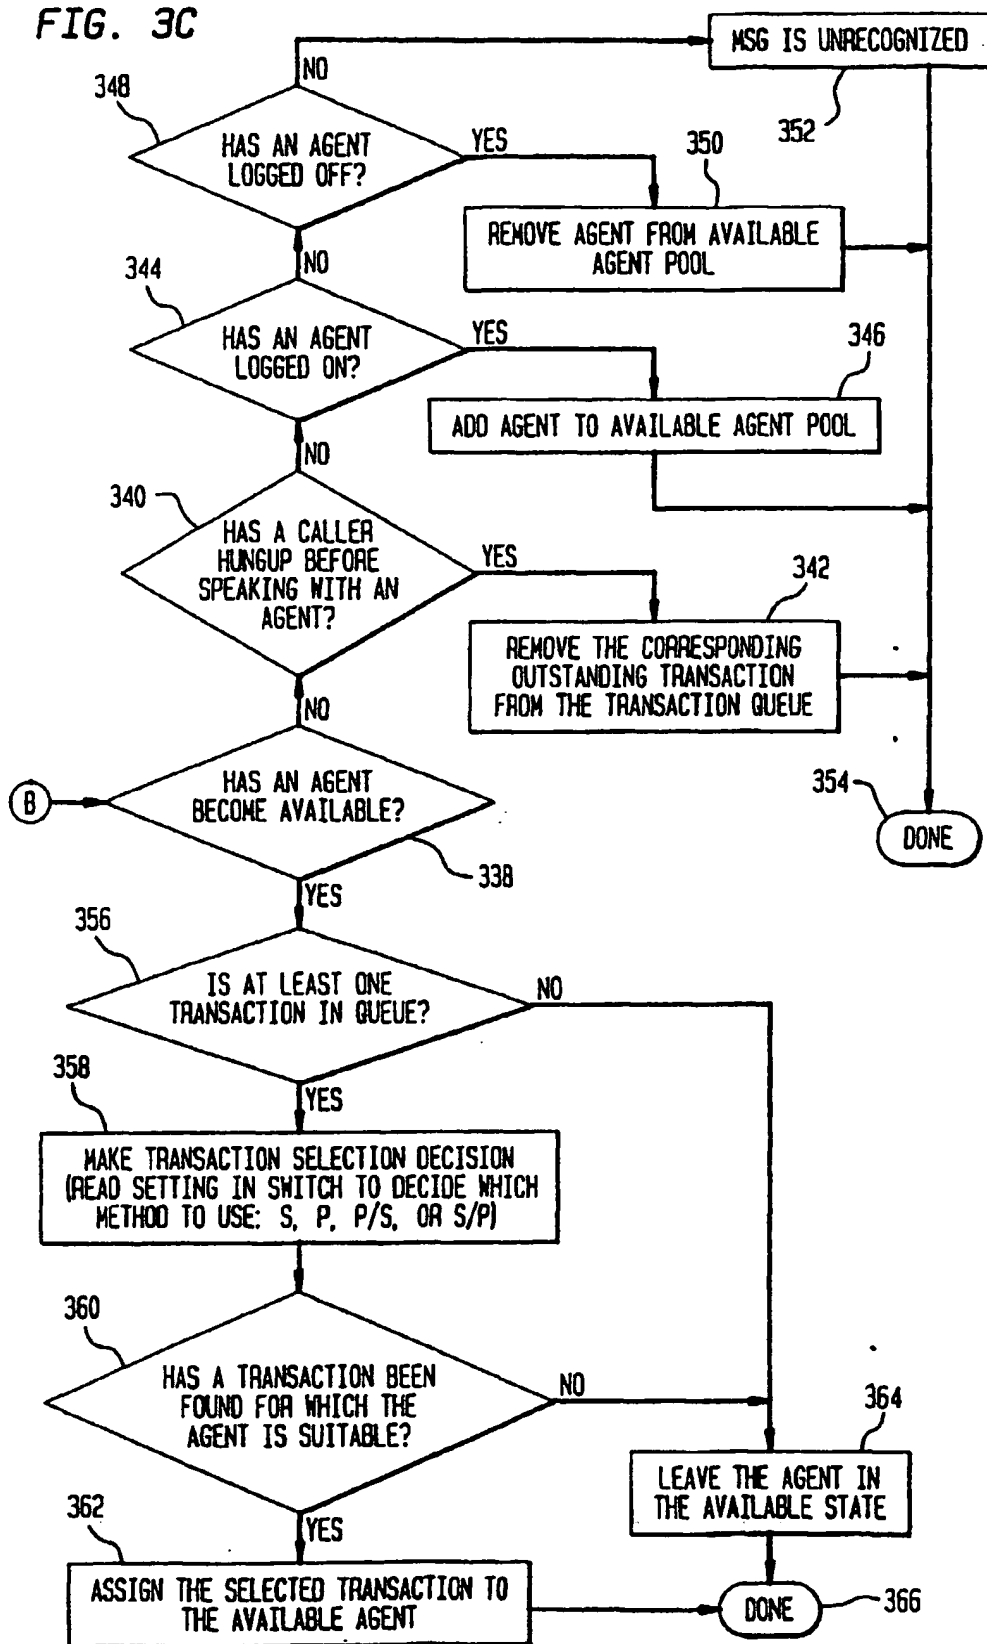 FIG. 3C
MSG IS UNRECOGNIZED
352
NO
348
HAS AN AGENT
LOGGED OFF?
YES
350
REMOVE AGENT FROM AVAILABLE
AGENT POOL
NO
344
HAS AN AGENT
LOGGED ON?
YES
346
ADD AGENT TO AVAILABLE AGENT POOL
NO
340
HAS A CALLER
HUNGUP BEFORE
SPEAKING WITH AN
AGENT?
YES
342
REMOVE THE CORRESPONDING
OUTSTANDING TRANSACTION
FROM THE TRANSACTION QUEUE
NO
B
HAS AN AGENT
BECOME AVAILABLE?
338
354
DONE
YES
356
IS AT LEAST ONE
TRANSACTION IN QUEUE?
NO
358
YES
MAKE TRANSACTION SELECTION DECISION
(READ SETTING IN SWITCH TO DECIDE WHICH
METHOD TO USE: S, P, P/S, OR S/P)
360
HAS A TRANSACTION BEEN
FOUND FOR WHICH THE
AGENT IS SUITABLE?
NO
364
LEAVE THE AGENT IN
THE AVAILABLE STATE
362
YES
ASSIGN THE SELECTED TRANSACTION TO
THE AVAILABLE AGENT
DONE
366